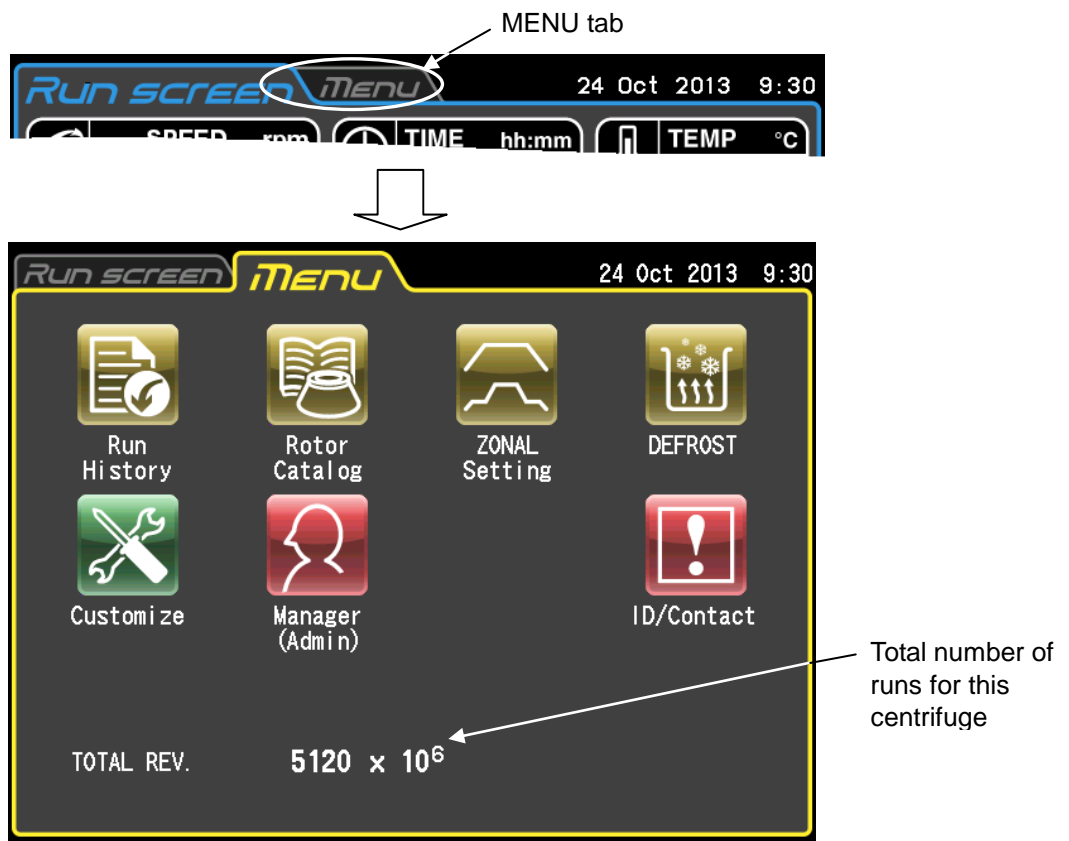 MENU tab
Run screen Menu 24 Oct 2013 9:30
SPEED rpm TIME hh:mm TEMP °C
Run screen Menu 24 Oct 2013 9:30
Run History
Rotor Catalog
ZONAL Setting
DEFROST
Customize
Manager (Admin)
ID/Contact
Total number of
runs for this
centrifuge
TOTAL REV. 5120 x 10⁶